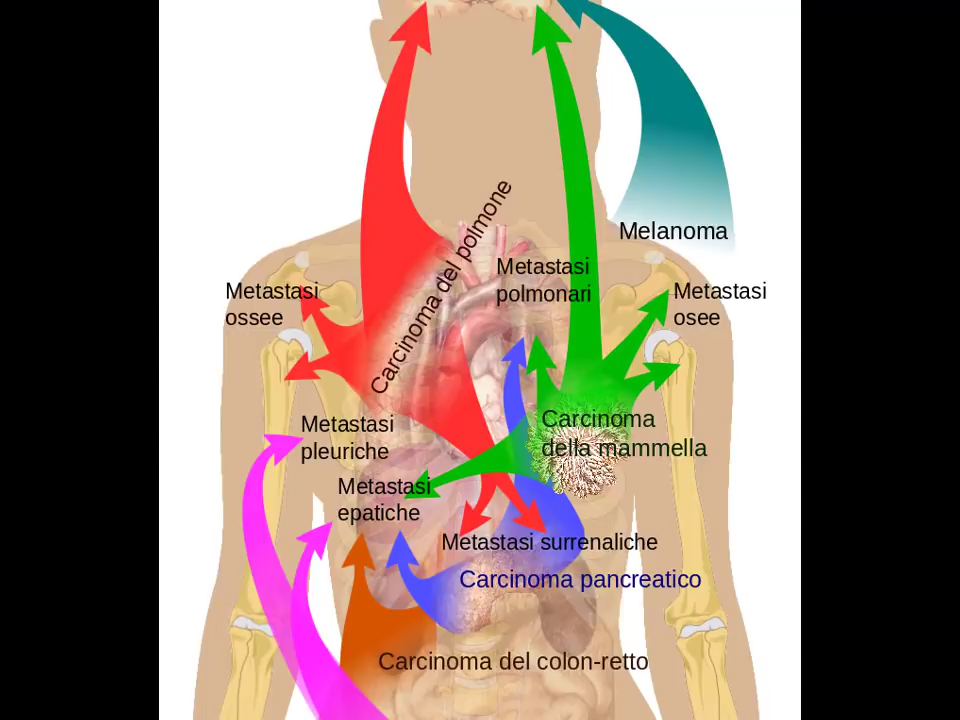 Carcinoma del polmone
Melanoma
Metastasi
polmonari
Metastasi
ossee
Metastasi
osee
Carcinoma
della mammella
Metastasi
pleuriche
Metastasi
epatiche
Metastasi surrenaliche
Carcinoma pancreatico
Carcinoma del colon-retto